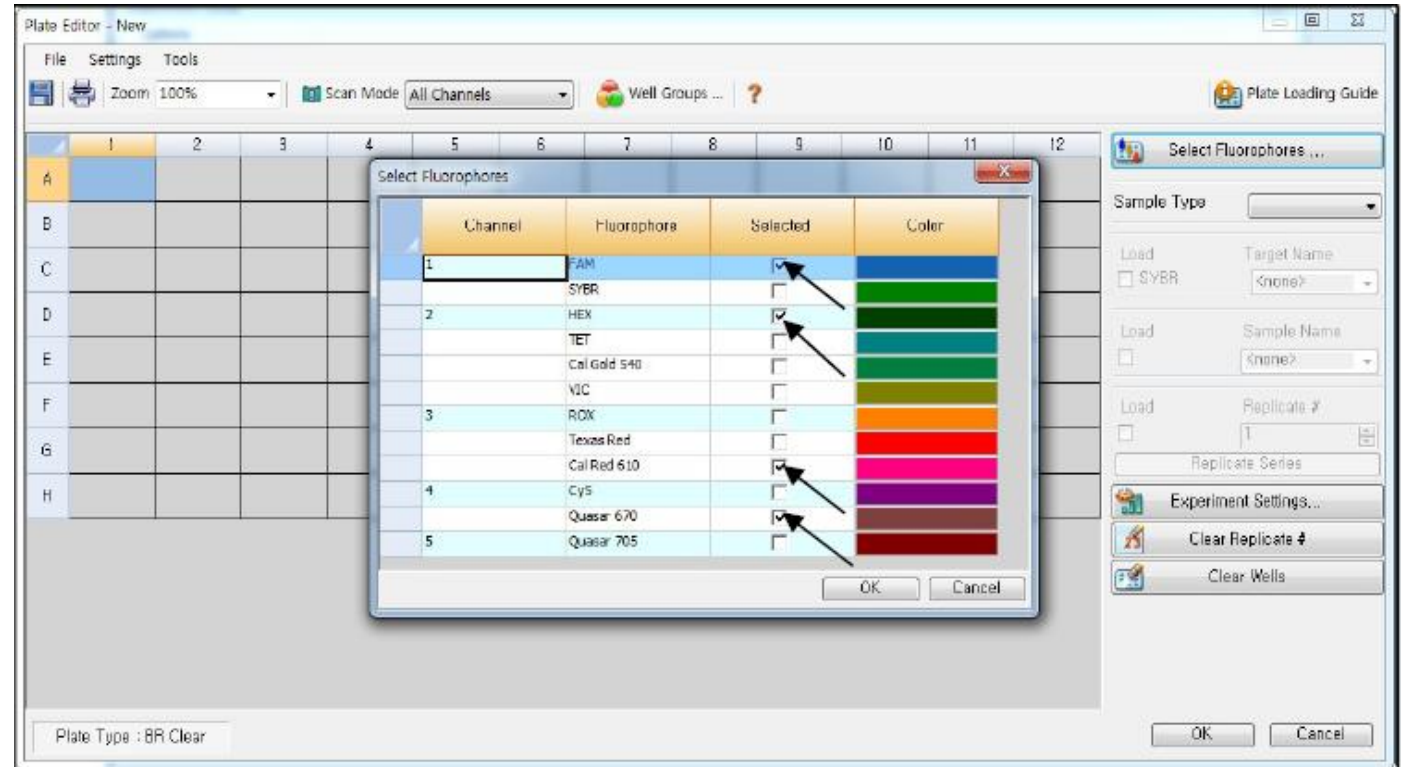 Plate Editor - New
File Settings Tools
Zoom 100% Scan Mode All Channels Well Groups ... ? Plate Loading Guide
1 2 3 4 5 6 7 8 9 10 11 12
A
B
C
D
E
F
G
H
Select Fluorophores
Channel Fluorophore Selected Color
1 FAM
SYBR
2 HEX
TET
Cal Gold 540
VIC
3 ROX
Texas Red
Cal Red 610
4 Cy5
Quasar 670
5 Quasar 705
OK Cancel
Select Fluorophores ...
Sample Type
Load Target Name
SYBR <none>
Load Sample Name
<none>
Load Replicate #
1
Replicate Series
Experiment Settings...
Clear Replicate #
Clear Wells
Plate Type : BR Clear
OK Cancel